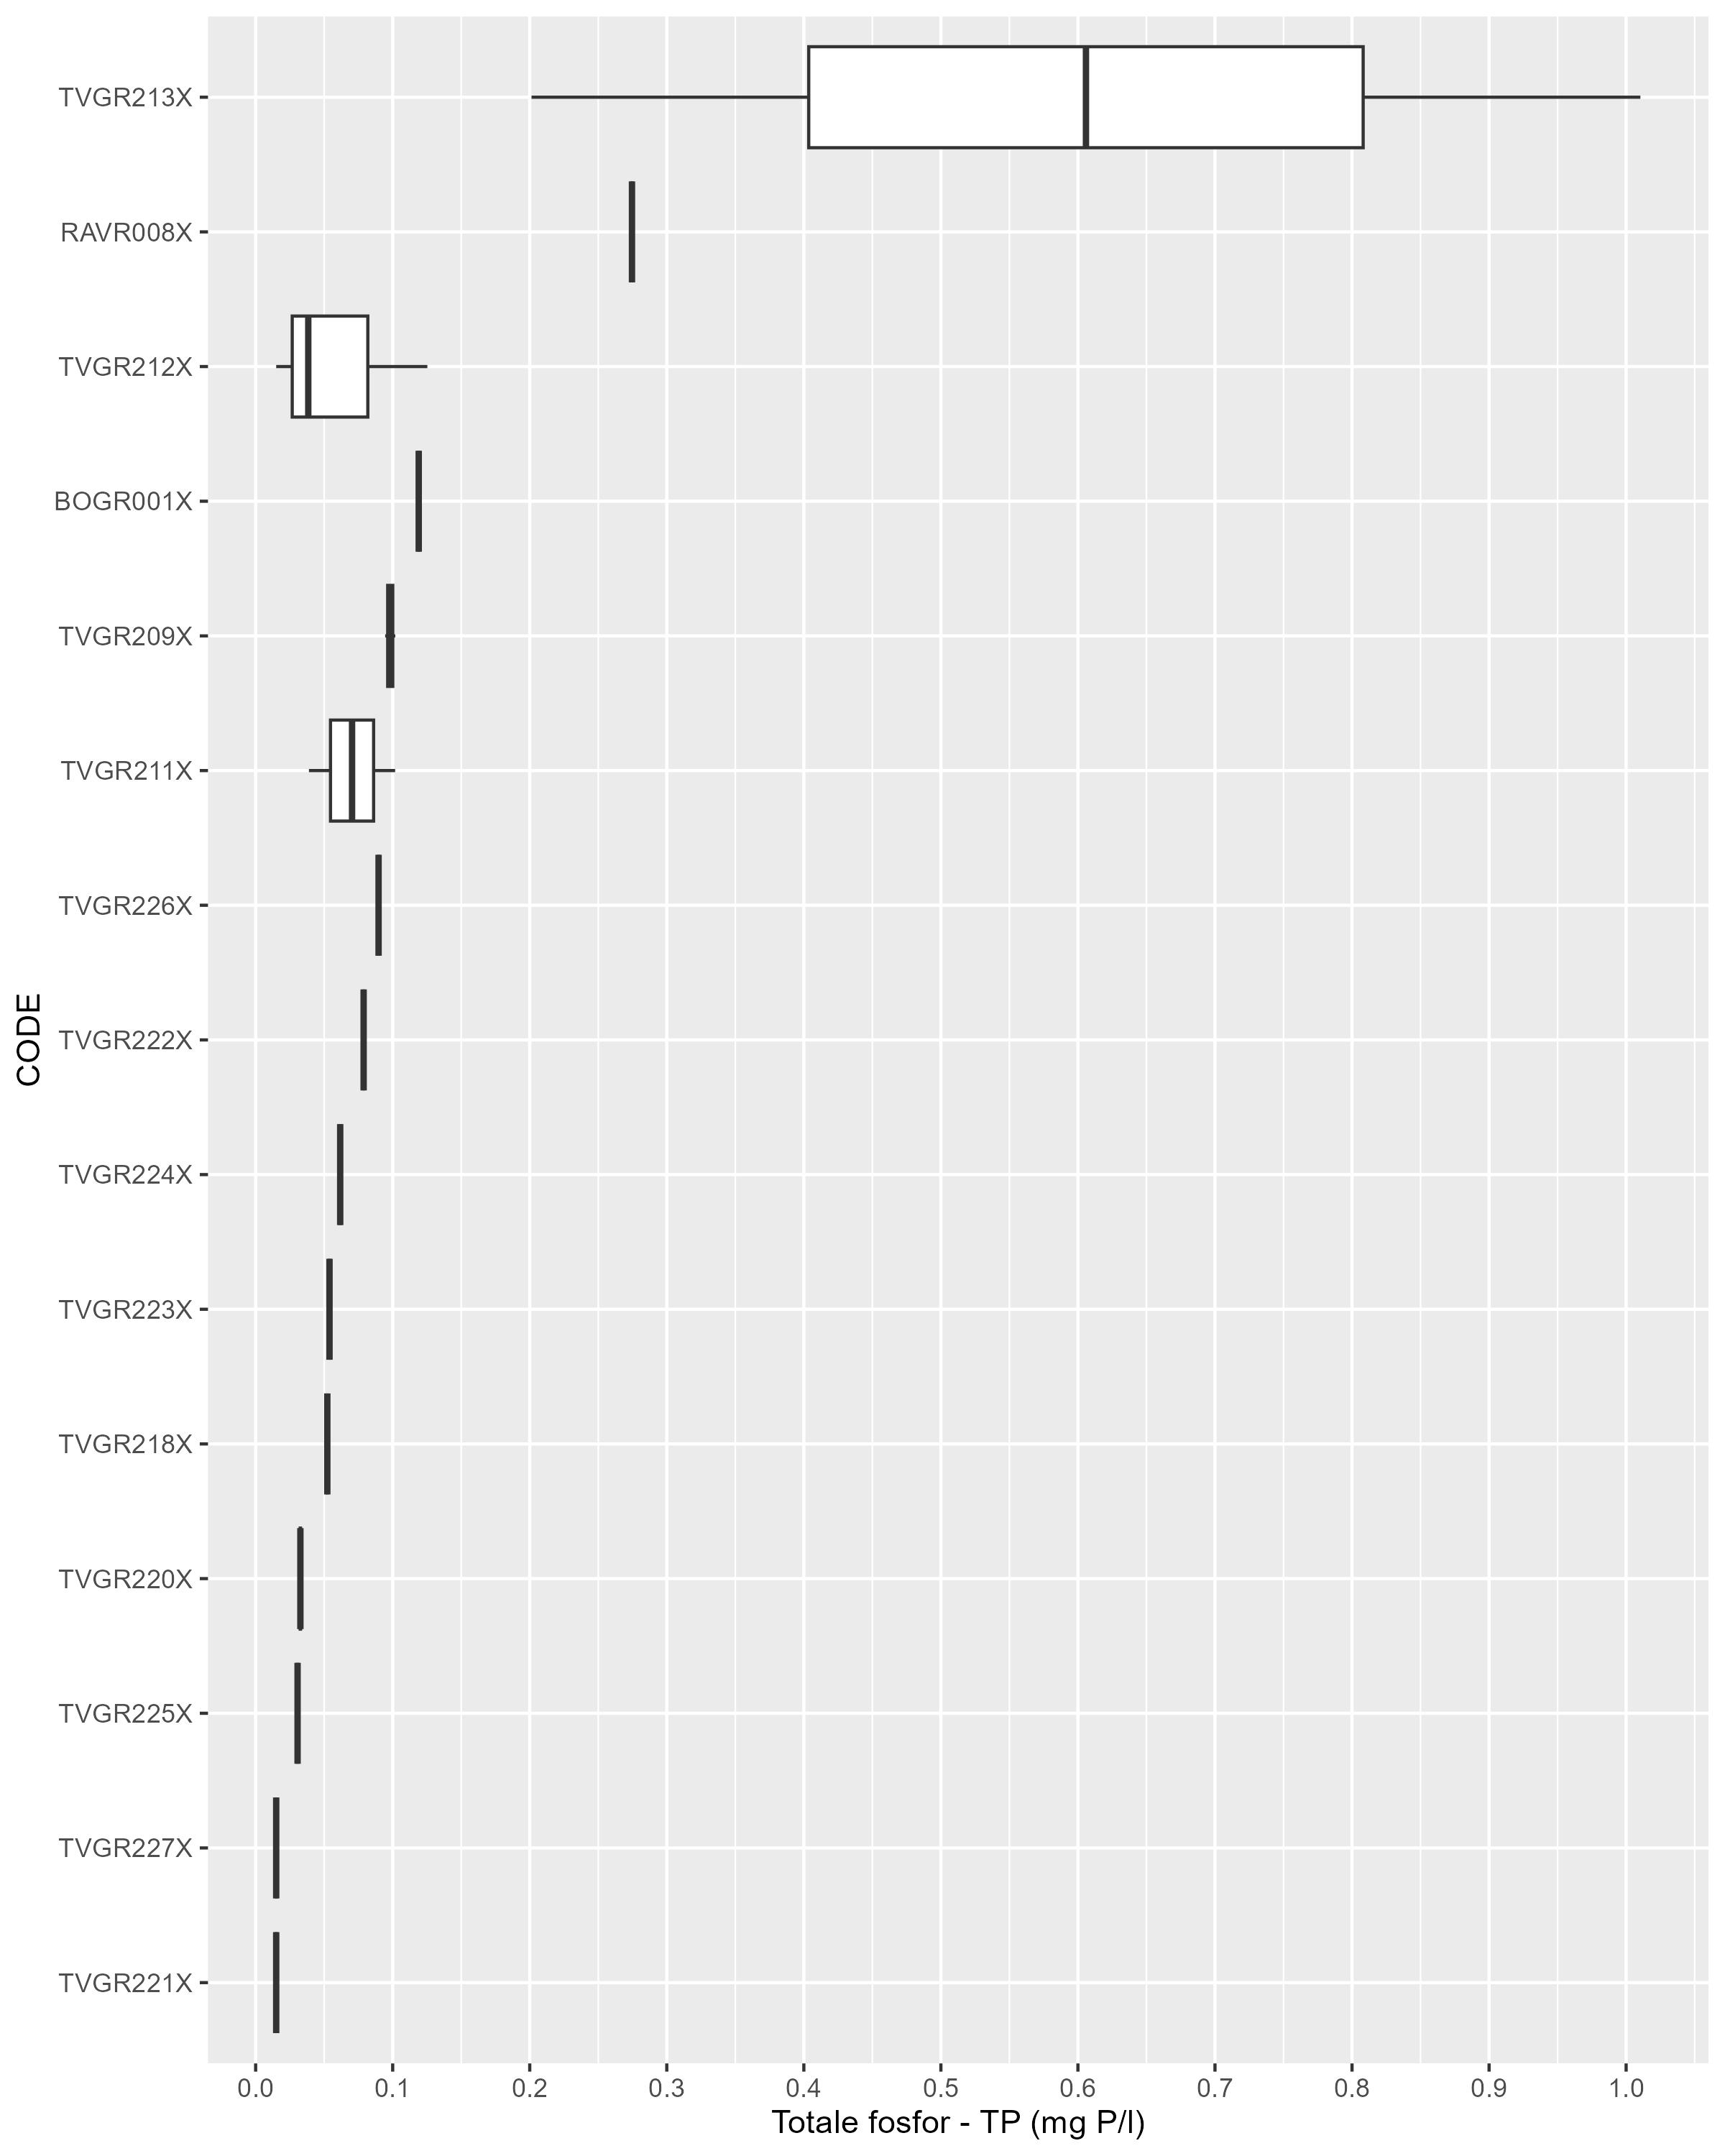 TVGR213X
RAVR008X
TVGR212X
BOGR001X
TVGR209X
TVGR211X
TVGR226X
TVGR222X
TVGR224X
TVGR223X
TVGR218X
TVGR220X
TVGR225X
TVGR227X
TVGR221X
CODE
0.0 0.1 0.2 0.3 0.4 0.5 0.6 0.7 0.8 0.9 1.0
Totale fosfor - TP (mg P/l)